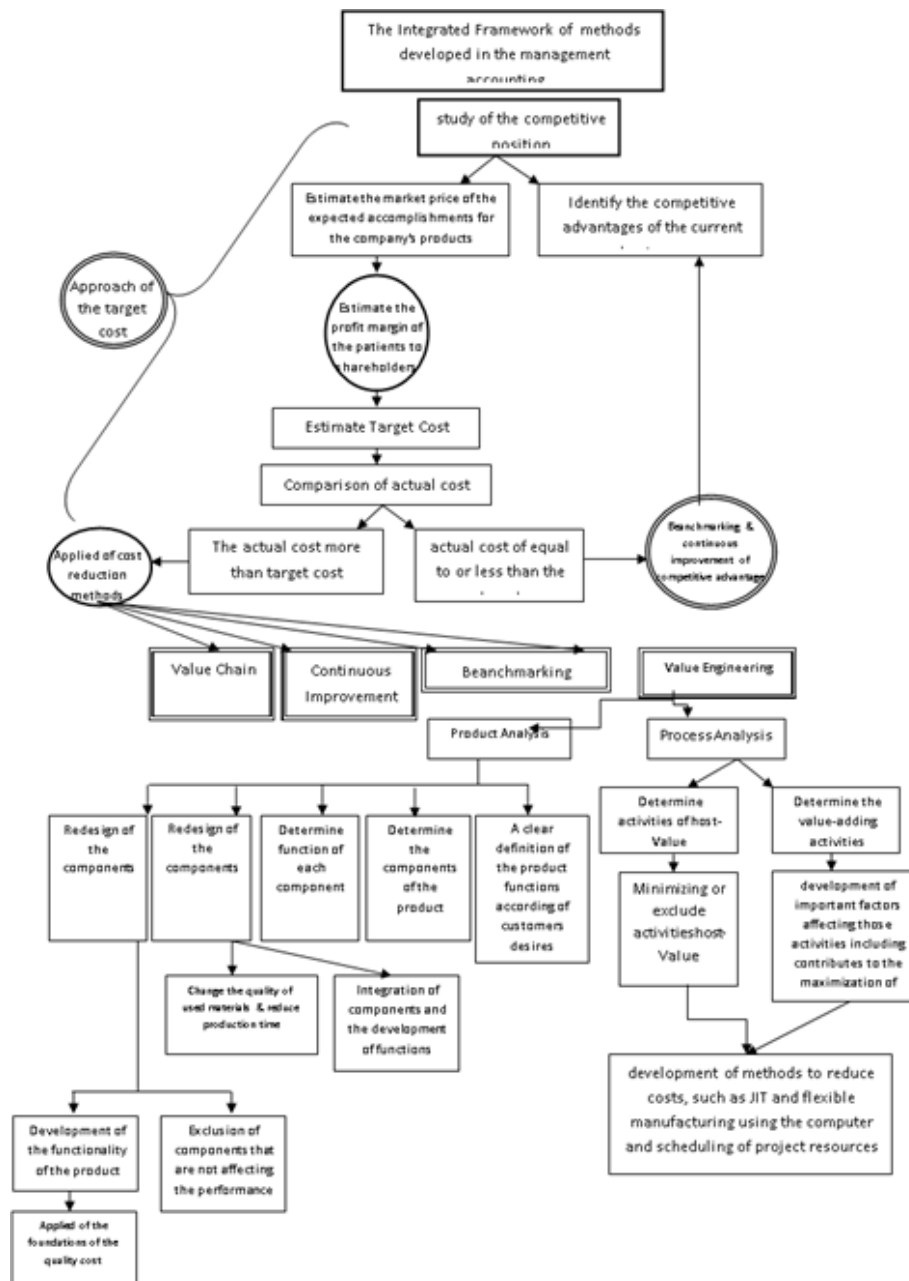 The Integrated Framework of methods
developed in the management
accounting
study of the competitive
position
Estimate the market price of the
expected accomplishments for
the company's products
Identify the competitive
advantages of the current
Approach of
the target
cost
Estimate the
profit margin of
the patients to
shareholders
Estimate Target Cost
Comparison of actual cost
The actual cost more
than target cost
actual cost of equal
to or less than the
Beanchmarking &
continuous
improvement of
competitive advantage
Applied of cost
reduction
methods
Value Chain
Continuous
Improvement
Beanchmarking
Value Engineering
Product Analysis
Process Analysis
Redesign of
the
components
Redesign of
the
components
Determine
function of
each
component
Determine
the
components
of the
product
A clear
definition of
the product
functions
according of
customers
desires
Determine
activities of host-
Value
Determine the
value-adding
activities
Minimizing or
exclude
activitieshost-
Value
development of
important factors
affecting those
activities including
contributes to the
maximization of
Change the quality of
used materials & reduce
production time
Integration of
components and
the development
of functions
development of methods to reduce
costs, such as JIT and flexible
manufacturing using the computer
and scheduling of project resources
Development of
the functionality
of the product
Exclusion of
components that
are not affecting
the performance
Applied of the
foundations of the
quality cost